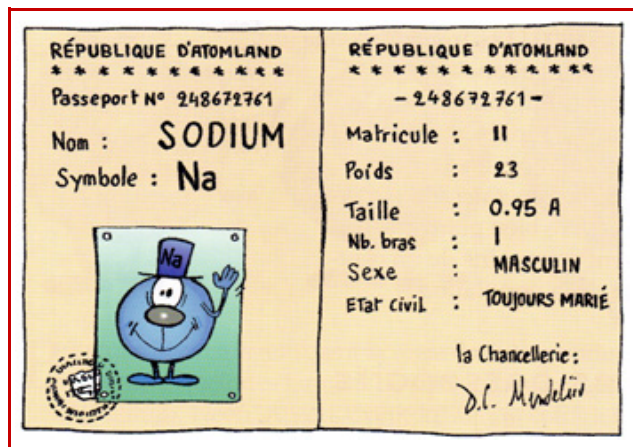 RÉPUBLIQUE D'ATOMLAND
* * * * * * * * * * * * *
Passeport Nº 248672761
Nom : SODIUM
Symbole : Na
Na
RÉPUBLIQUE D'ATOMLAND
* * * * * * * * * * * * *
- 248672761 -
Matricule : 11
Poids : 23
Taille : 0.95 A
Nb. bras : 1
Sexe : MASCULIN
Etat civil : TOUJOURS MARIÉ
la Chancellerie :